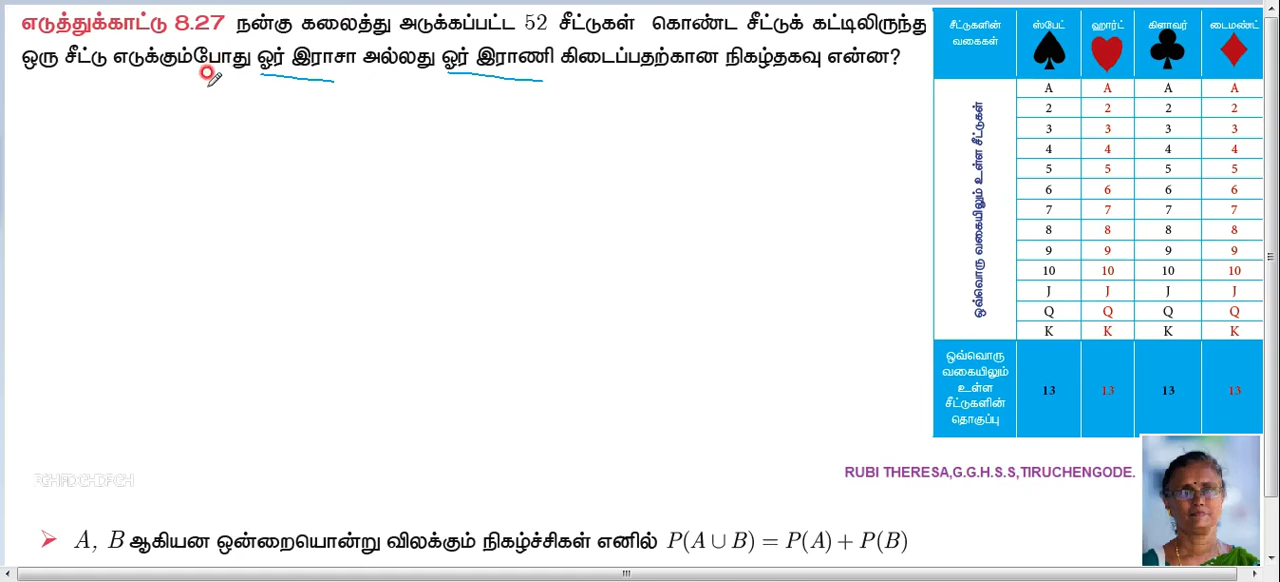 எடுத்துக்காட்டு 8.27 நன்கு கலைத்து அடுக்கப்பட்ட 52 சீட்டுகள் கொண்ட சீட்டுக் கட்டிலிருந்து
ஒரு சீட்டு எடுக்கும்போது ஓர் இராசா அல்லது ஓர் இராணி கிடைப்பதற்கான நிகழ்தகவு என்ன?
சீட்டுகளின் வகைகள் ஸ்பேட் ஹார்ட் கிளாவர் டைமண்ட்
ஒவ்வொரு வகையிலும் உள்ள சீட்டுகள்
A A A A
2 2 2 2
3 3 3 3
4 4 4 4
5 5 5 5
6 6 6 6
7 7 7 7
8 8 8 8
9 9 9 9
10 10 10 10
J J J J
Q Q Q Q
K K K K
ஒவ்வொரு
வகையிலும்
உள்ள
சீட்டுகளின்
தொகுப்பு
13 13 13 13
RUBI THERESA,G.G.H.S.S,TIRUCHENGODE.
A, B ஆகியன ஒன்றையொன்று விலக்கும் நிகழ்ச்சிகள் எனில் P(A ∪ B) = P(A) + P(B)